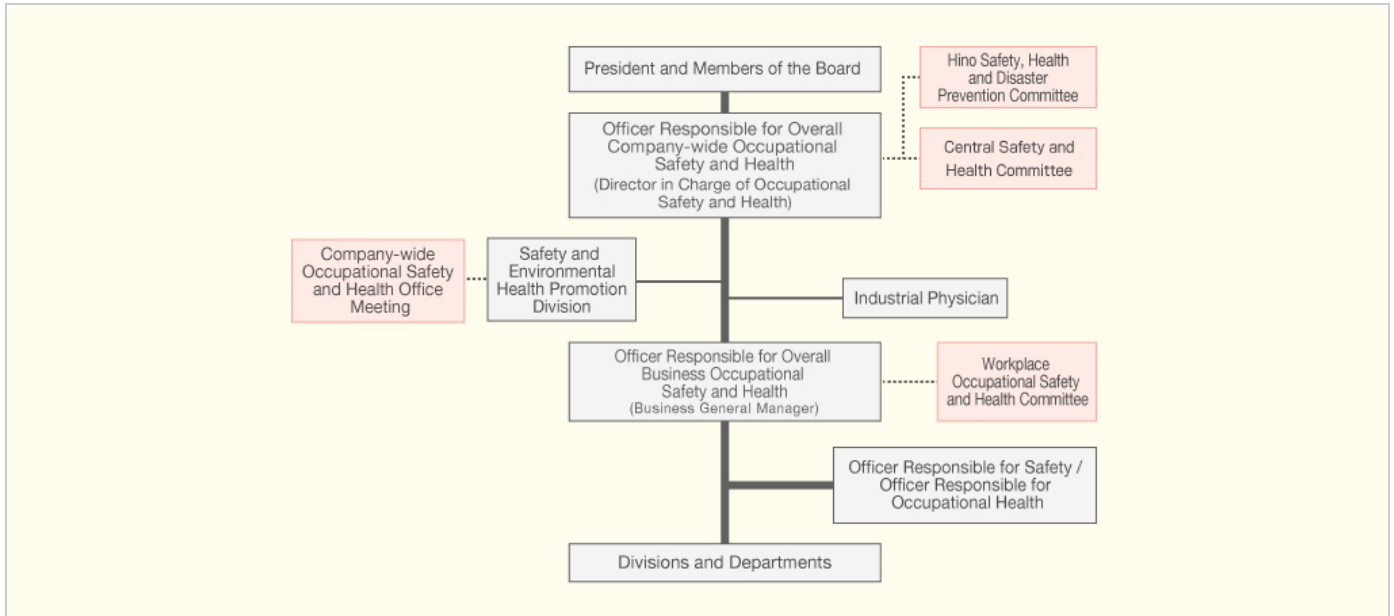 President and Members of the Board
Hino Safety, Health
and Disaster
Prevention Committee
Officer Responsible for Overall
Company-wide Occupational
Safety and Health
(Director in Charge of Occupational
Safety and Health)
Central Safety and
Health Committee
Company-wide
Occupational Safety
and Health Office
Meeting
Safety and
Environmental
Health Promotion
Division
Industrial Physician
Officer Responsible for Overall
Business Occupational
Safety and Health
(Business General Manager)
Workplace
Occupational Safety
and Health Committee
Officer Responsible for Safety /
Officer Responsible for
Occupational Health
Divisions and Departments